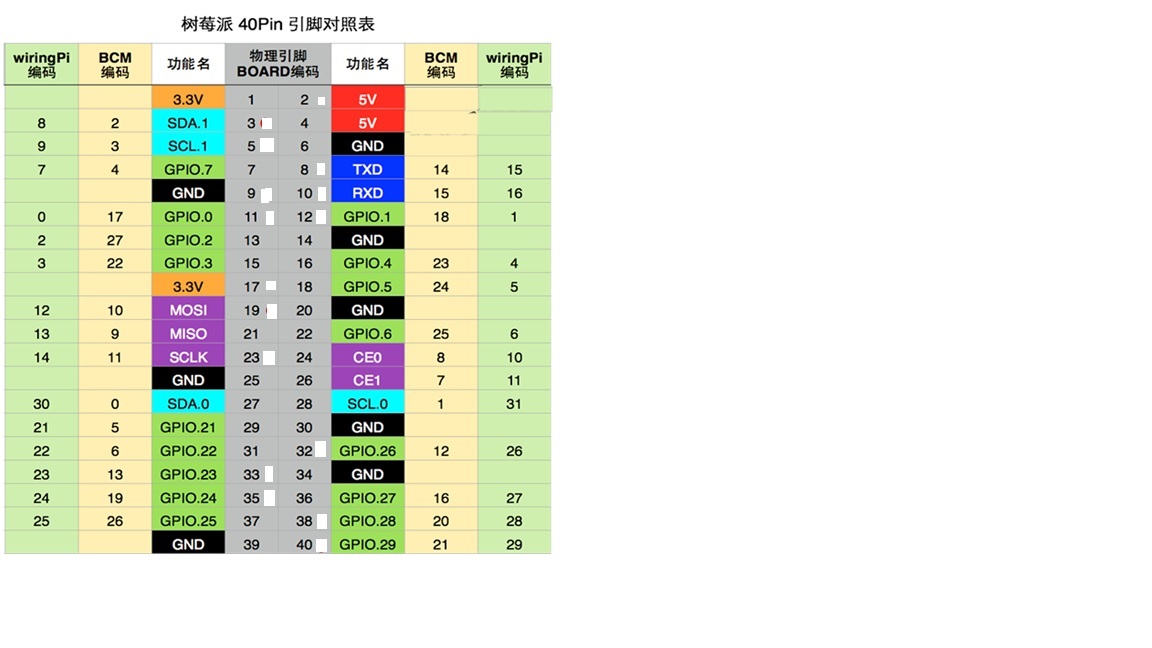 树莓派 40Pin 引脚对照表
wiringPi 编码 BCM 编码 功能名 物理引脚 BOARD编码 功能名 BCM 编码 wiringPi 编码
3.3V 1 2 5V
8 2 SDA.1 3 4 5V
9 3 SCL.1 5 6 GND
7 4 GPIO.7 7 8 TXD 14 15
GND 9 10 RXD 15 16
0 17 GPIO.0 11 12 GPIO.1 18 1
2 27 GPIO.2 13 14 GND
3 22 GPIO.3 15 16 GPIO.4 23 4
3.3V 17 18 GPIO.5 24 5
12 10 MOSI 19 20 GND
13 9 MISO 21 22 GPIO.6 25 6
14 11 SCLK 23 24 CE0 8 10
GND 25 26 CE1 7 11
30 0 SDA.0 27 28 SCL.0 1 31
21 5 GPIO.21 29 30 GND
22 6 GPIO.22 31 32 GPIO.26 12 26
23 13 GPIO.23 33 34 GND
24 19 GPIO.24 35 36 GPIO.27 16 27
25 26 GPIO.25 37 38 GPIO.28 20 28
GND 39 40 GPIO.29 21 29